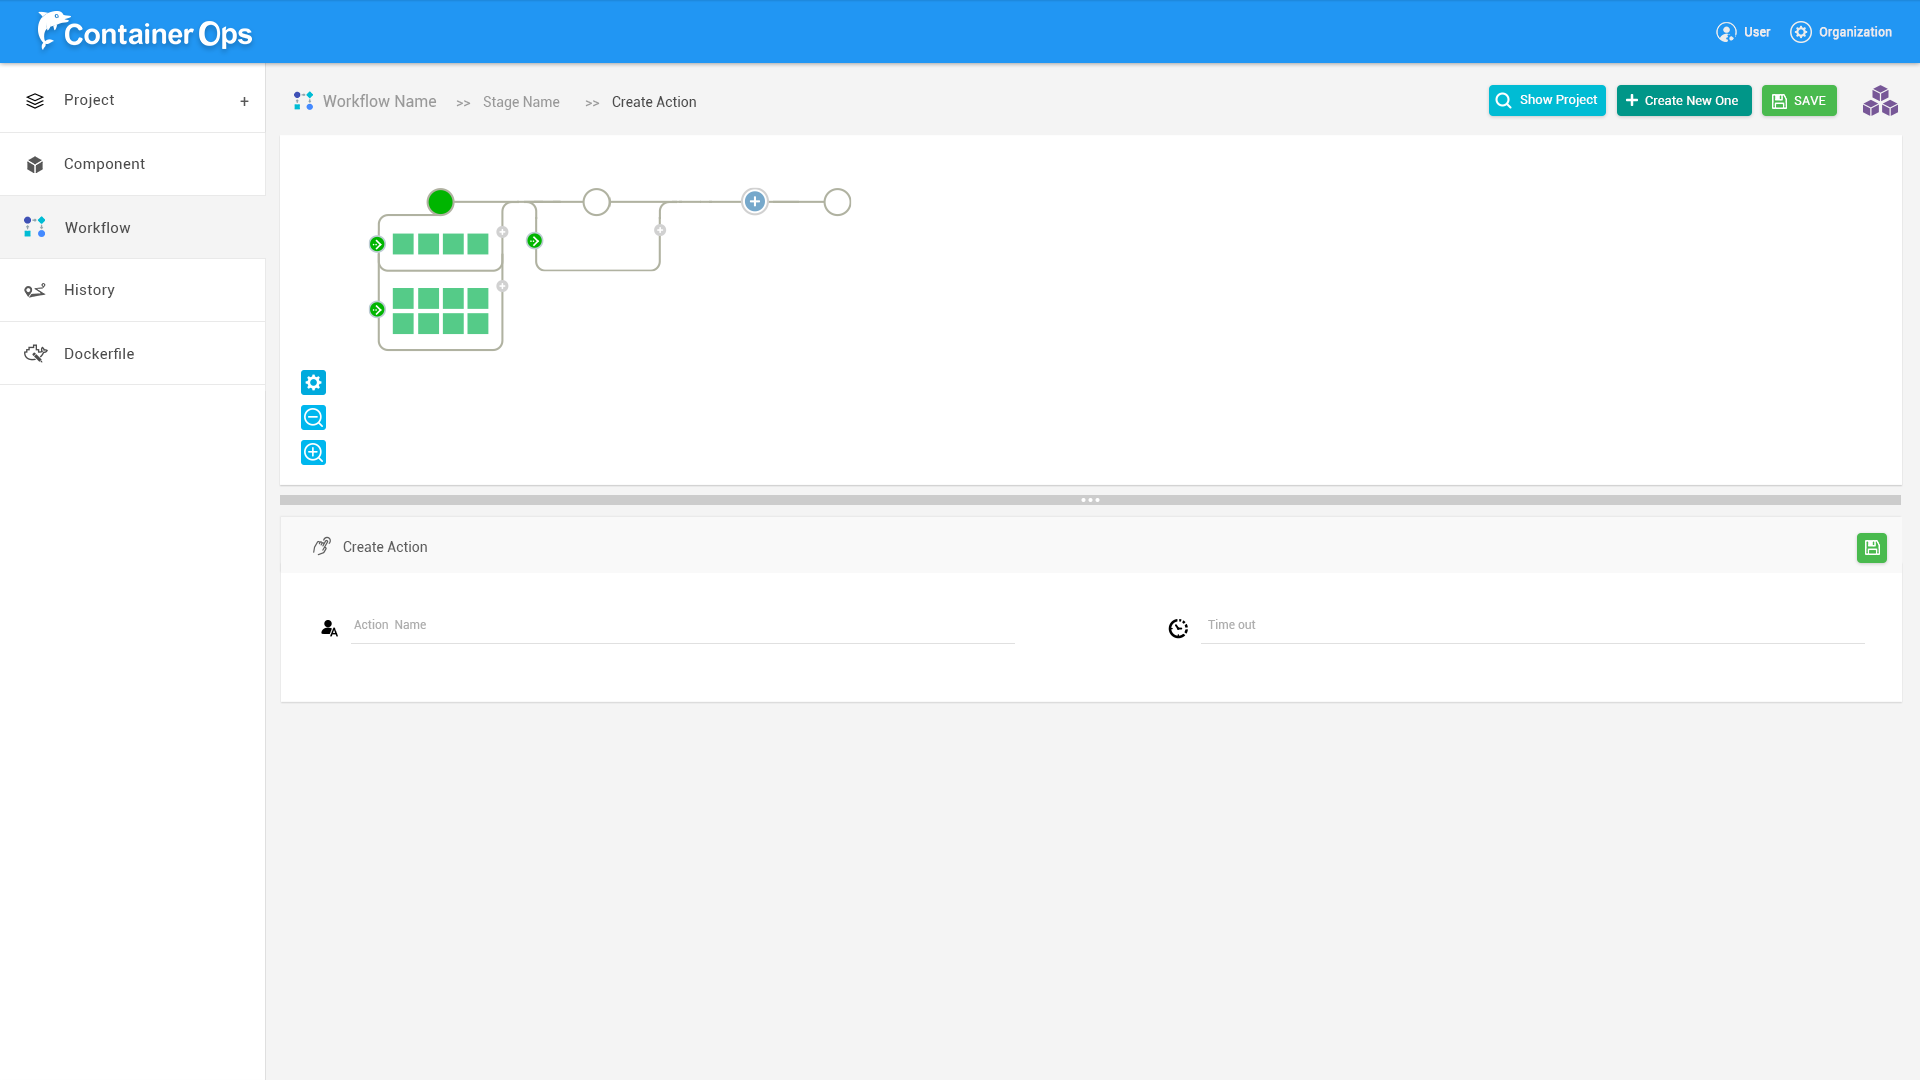 Container Ops
User
Organization
Project +
Component
Workflow
History
Dockerfile
Workflow Name >> Stage Name >> Create Action
Show Project
+ Create New One
SAVE
Create Action
Action Name
Time out